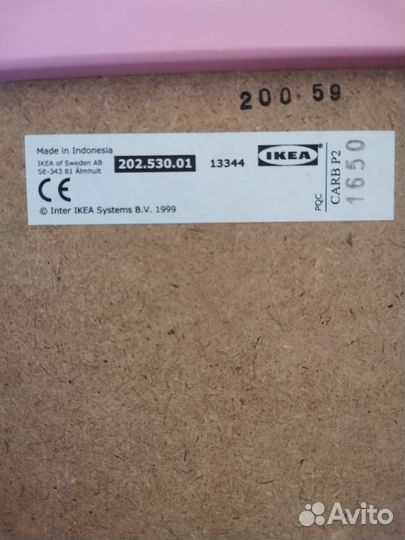 200 59
Made in Indonesia
IKEA of Sweden AB
SE-343 81 Älmhult
202.530.01
13344
IKEA
CE
© Inter IKEA Systems B.V. 1999
PQC
CARB P2
1650
Avito